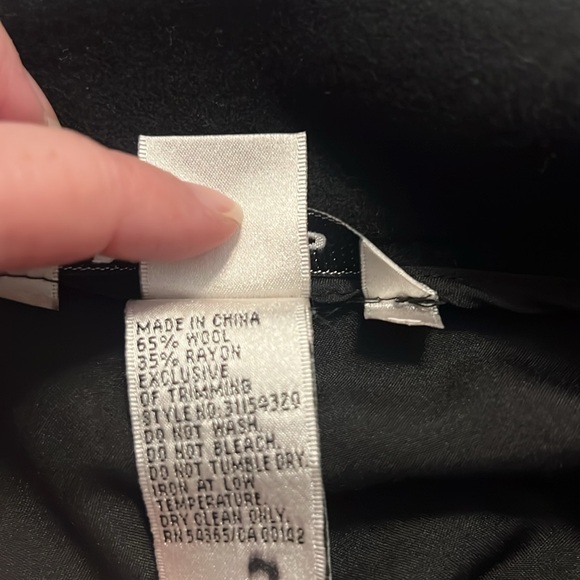 MADE IN CHINA
65% WOOL
35% RAYON
EXCLUSIVE
OF TRIMMING
STYLE NO. 31154320
DO NOT WASH.
DO NOT BLEACH.
DO NOT TUMBLE DRY.
IRON AT LOW
TEMPERATURE.
DRY CLEAN ONLY.
RN 54365/CA 00142